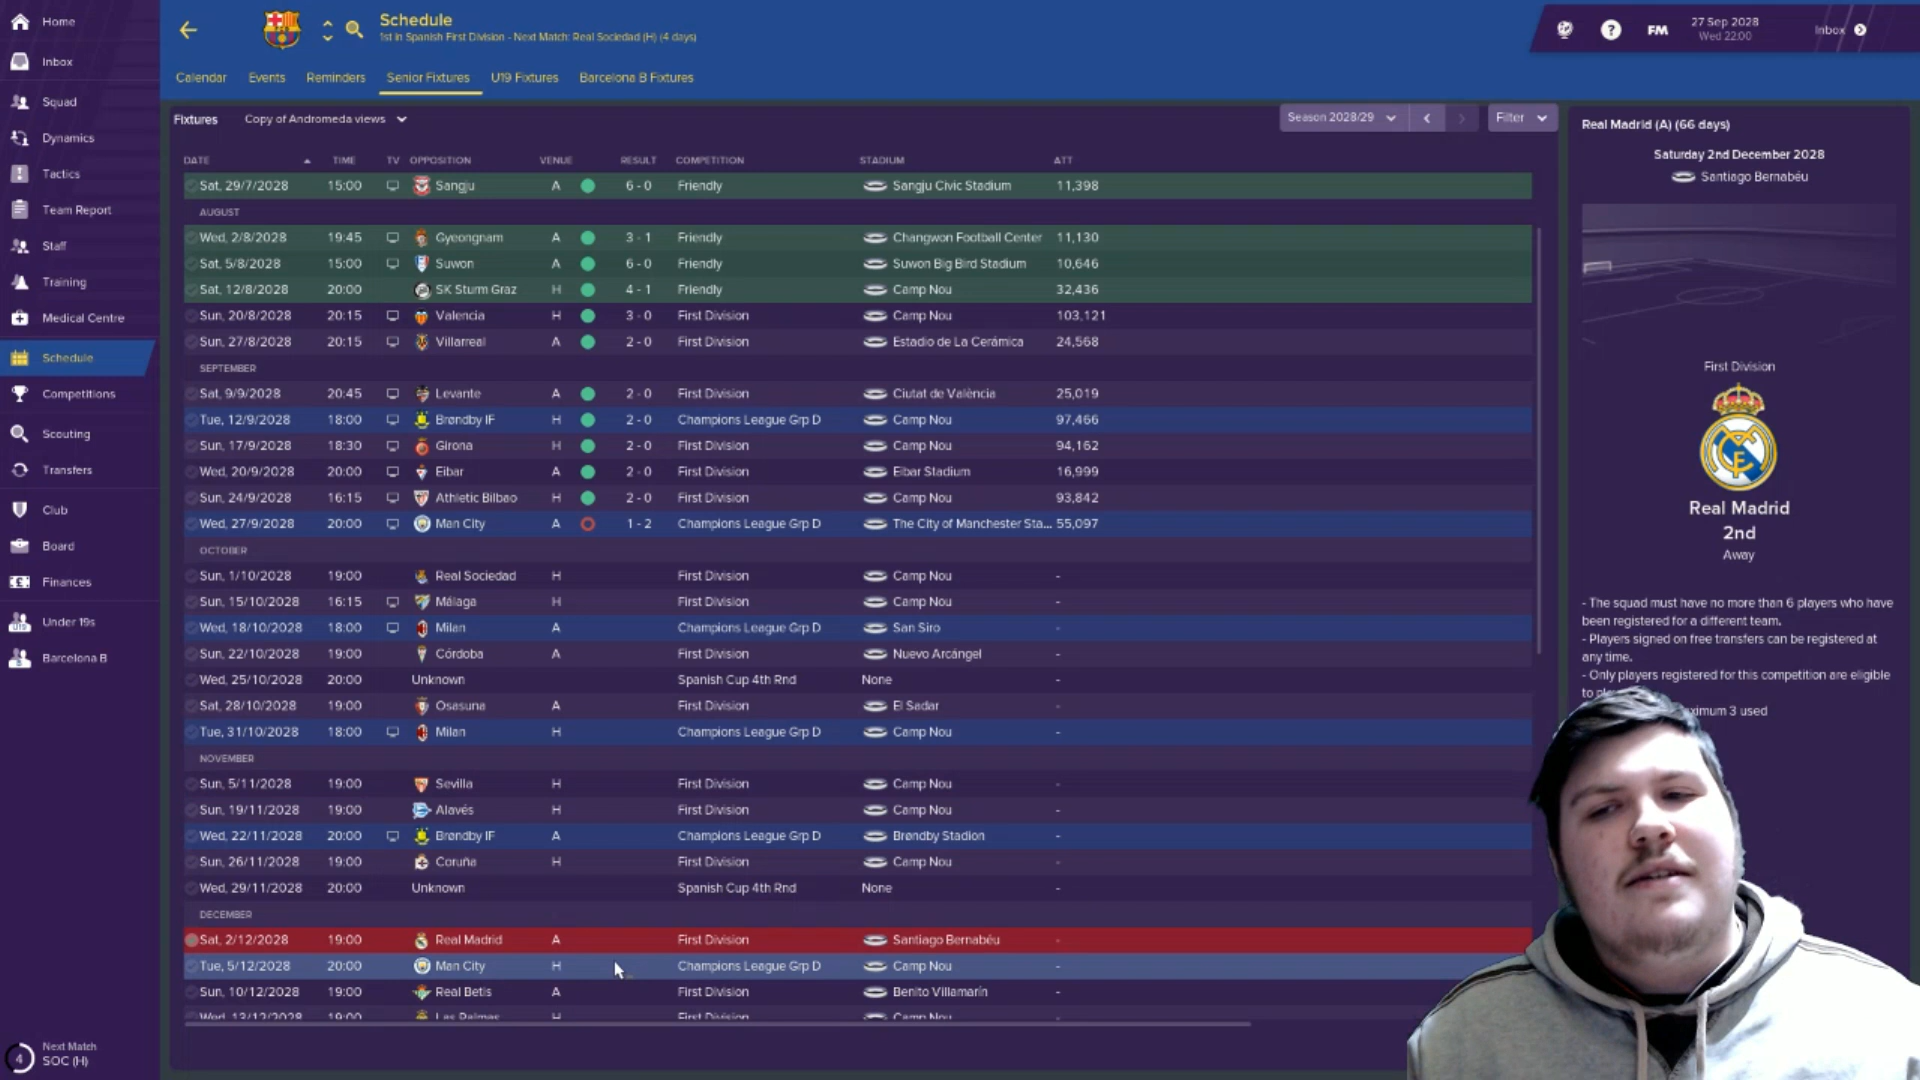 Home
Inbox
Squad
Dynamics
Tactics
Team Report
Staff
Training
Medical Centre
Schedule
Competitions
Scouting
Transfers
Club
Board
Finances
Under 19s
Barcelona B
4
Next Match
SOC (H)
Schedule
1st in Spanish First Division - Next Match: Real Sociedad (H) (4 days)
? FM 27 Sep 2028 Inbox
Wed 22:00
Calendar Events Reminders Senior Fixtures U19 Fixtures Barcelona B Fixtures
Fixtures Copy of Andromeda views Season 2028/29 Filter
DATE TIME TV OPPOSITION VENUE RESULT COMPETITION STADIUM ATT
Sat, 29/7/2028 15:00 Sangju A 6 - 0 Friendly Sangju Civic Stadium 11,398
AUGUST
Wed, 2/8/2028 19:45 Gyeongnam A 3 - 1 Friendly Changwon Football Center 11,130
Sat, 5/8/2028 15:00 Suwon A 6 - 0 Friendly Suwon Big Bird Stadium 10,646
Sat, 12/8/2028 20:00 SK Sturm Graz H 4 - 1 Friendly Camp Nou 32,436
Sun, 20/8/2028 20:15 Valencia H 3 - 0 First Division Camp Nou 103,121
Sun, 27/8/2028 20:15 Villarreal A 2 - 0 First Division Estadio de La Cerámica 24,568
SEPTEMBER
Sat, 9/9/2028 20:45 Levante A 2 - 0 First Division Ciutat de València 25,019
Tue, 12/9/2028 18:00 Brøndby IF H 2 - 0 Champions League Grp D Camp Nou 97,466
Sun, 17/9/2028 18:30 Girona H 2 - 0 First Division Camp Nou 94,162
Wed, 20/9/2028 20:00 Eibar A 2 - 0 First Division Eibar Stadium 16,999
Sun, 24/9/2028 16:15 Athletic Bilbao H 2 - 0 First Division Camp Nou 93,842
Wed, 27/9/2028 20:00 Man City A 1 - 2 Champions League Grp D The City of Manchester Sta... 55,097
OCTOBER
Sun, 1/10/2028 19:00 Real Sociedad H First Division Camp Nou -
Sun, 15/10/2028 16:15 Málaga H First Division Camp Nou -
Wed, 18/10/2028 18:00 Milan A Champions League Grp D San Siro -
Sun, 22/10/2028 19:00 Córdoba A First Division Nuevo Arcángel -
Wed, 25/10/2028 20:00 Unknown Spanish Cup 4th Rnd None -
Sat, 28/10/2028 19:00 Osasuna A First Division El Sadar -
Tue, 31/10/2028 18:00 Milan H Champions League Grp D Camp Nou -
NOVEMBER
Sun, 5/11/2028 19:00 Sevilla H First Division Camp Nou -
Sun, 19/11/2028 19:00 Alavés H First Division Camp Nou -
Wed, 22/11/2028 20:00 Brøndby IF A Champions League Grp D Brøndby Stadion -
Sun, 26/11/2028 19:00 Coruña H First Division Camp Nou -
Wed, 29/11/2028 20:00 Unknown Spanish Cup 4th Rnd None -
DECEMBER
Sat, 2/12/2028 19:00 Real Madrid A First Division Santiago Bernabéu -
Tue, 5/12/2028 20:00 Man City H Champions League Grp D Camp Nou -
Sun, 10/12/2028 19:00 Real Betis A First Division Benito Villamarín -
Wed, 13/12/2028 19:00 Las Palmas H First Division Camp Nou
Real Madrid (A) (66 days)
Saturday 2nd December 2028
Santiago Bernabéu
First Division
Real Madrid
2nd
Away
- The squad must have no more than 6 players who have
been registered for a different team.
- Players signed on free transfers can be registered at
any time.
- Only players registered for this competition are eligible
to
3 used